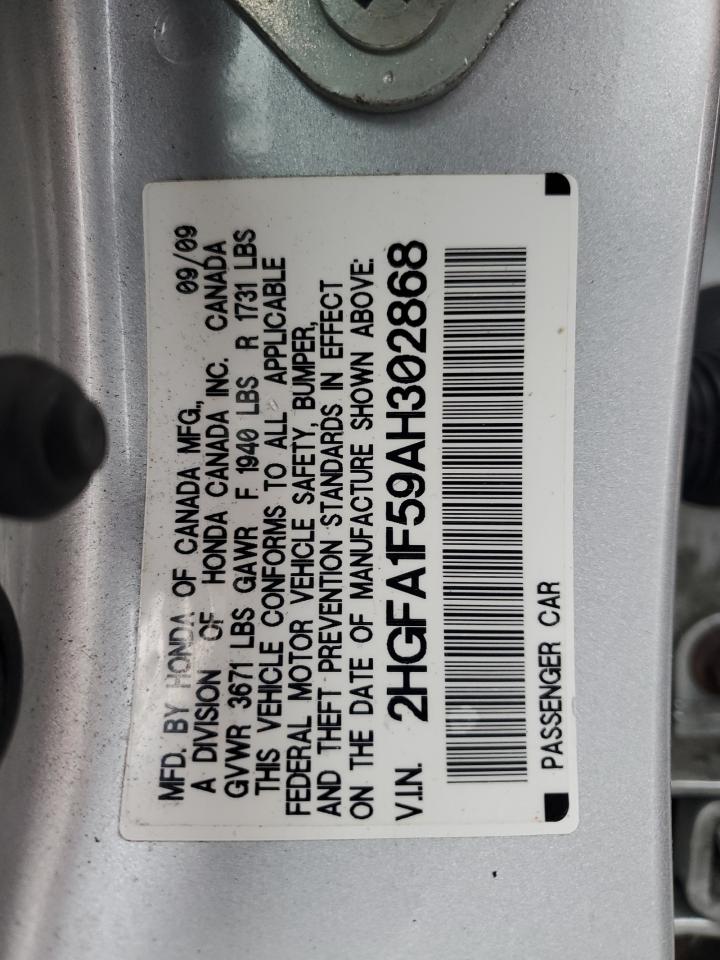 MFD. BY HONDA OF CANADA MFG., 09/09
A DIVISION OF HONDA CANADA INC. CANADA
GVWR 3671 LBS GAWR F 1940 LBS R 1731 LBS
THIS VEHICLE CONFORMS TO ALL APPLICABLE
FEDERAL MOTOR VEHICLE SAFETY, BUMPER,
AND THEFT PREVENTION STANDARDS IN EFFECT
ON THE DATE OF MANUFACTURE SHOWN ABOVE:
V.I.N. 2HGFA1F59AH302868
PASSENGER CAR